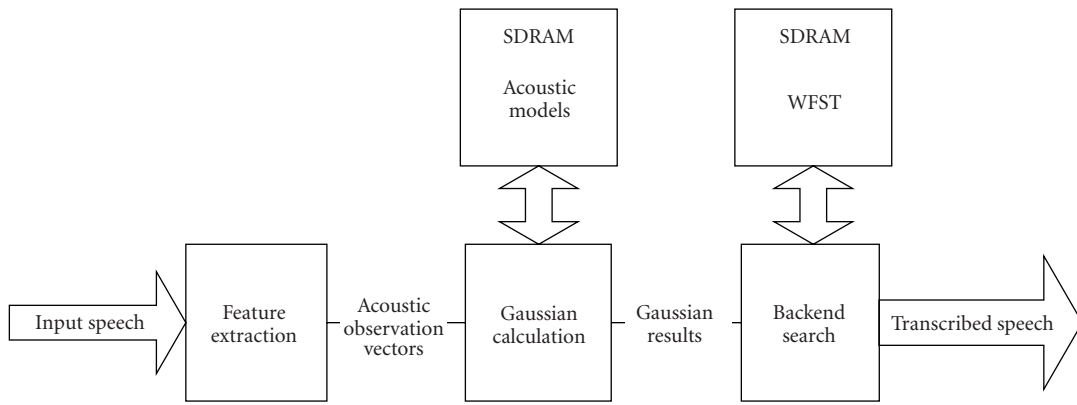 SDRAM
Acoustic
models
SDRAM
WFST
Input speech
Feature
extraction
Acoustic
observation
vectors
Gaussian
calculation
Gaussian
results
Backend
search
Transcribed speech